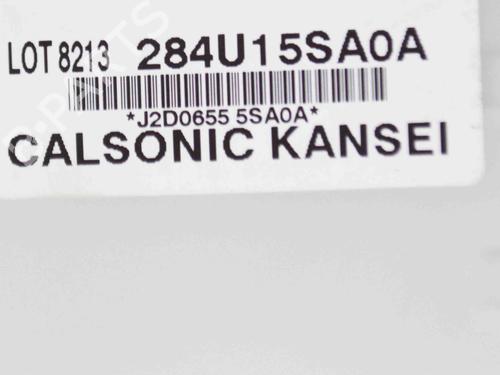 LOT 8213 284U15SA0A
*J2D0655 5SA0A*
CALSONIC KANSEI